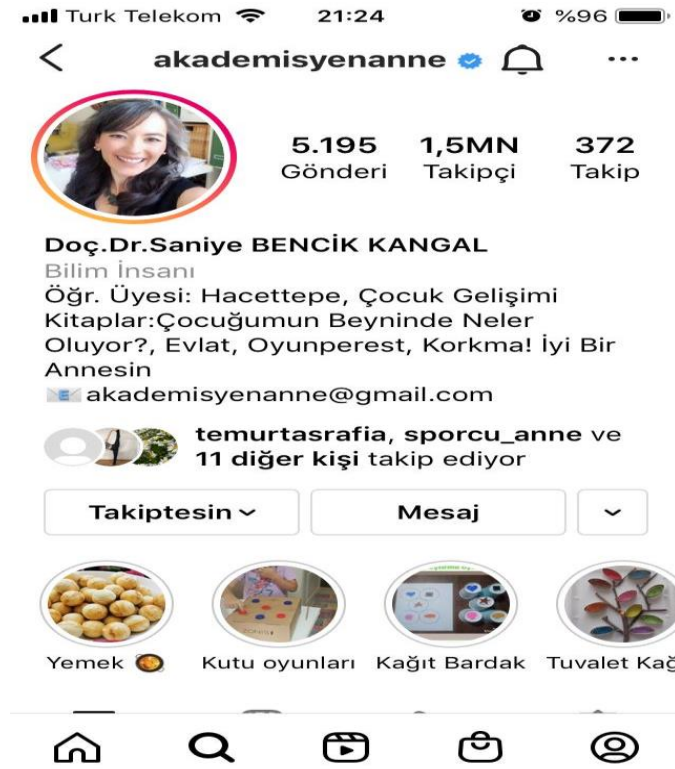 Turk Telekom 21:24 %96
akademisyenanne
5.195 1,5MN 372
Gönderi Takipçi Takip
Doç.Dr.Saniye BENCİK KANGAL
Bilim İnsanı
Öğr. Üyesi: Hacettepe, Çocuk Gelişimi
Kitaplar:Çocuğumun Beyninde Neler
Oluyor?, Evlat, Oyunperest, Korkma! İyi Bir
Annesin
akademisyenanne@gmail.com
temurtasrafia, sporcu_anne ve
11 diğer kişi takip ediyor
Takiptesin Mesaj
Yemek Kutu oyunları Kağıt Bardak Tuvalet Kağ